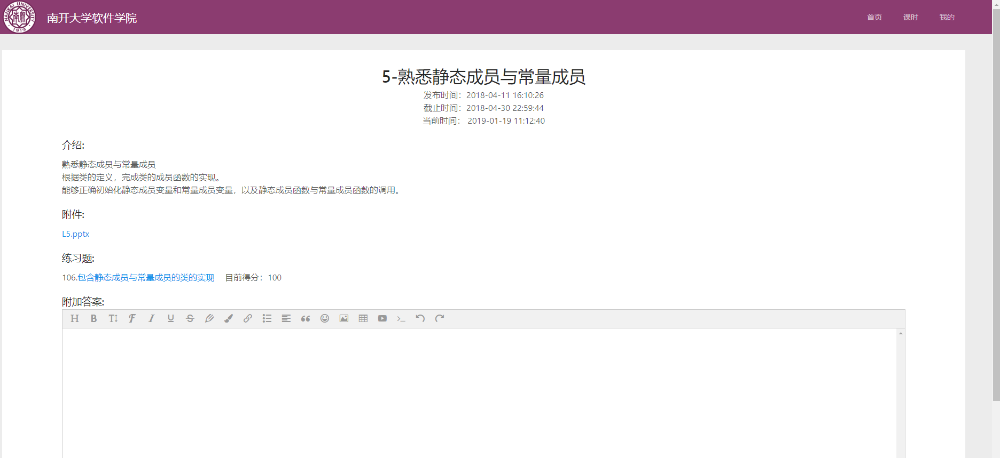 NANKAI UNIVERSITY
1919
南开大学软件学院
首页 课时 我的
5-熟悉静态成员与常量成员
发布时间：2018-04-11 16:10:26
截止时间：2018-04-30 22:59:44
当前时间： 2019-01-19 11:12:40
介绍:
熟悉静态成员与常量成员
根据类的定义，完成类的成员函数的实现。
能够正确初始化静态成员变量和常量成员变量，以及静态成员函数与常量成员函数的调用。
附件:
L5.pptx
练习题:
106.包含静态成员与常量成员的类的实现 目前得分：100
附加答案: